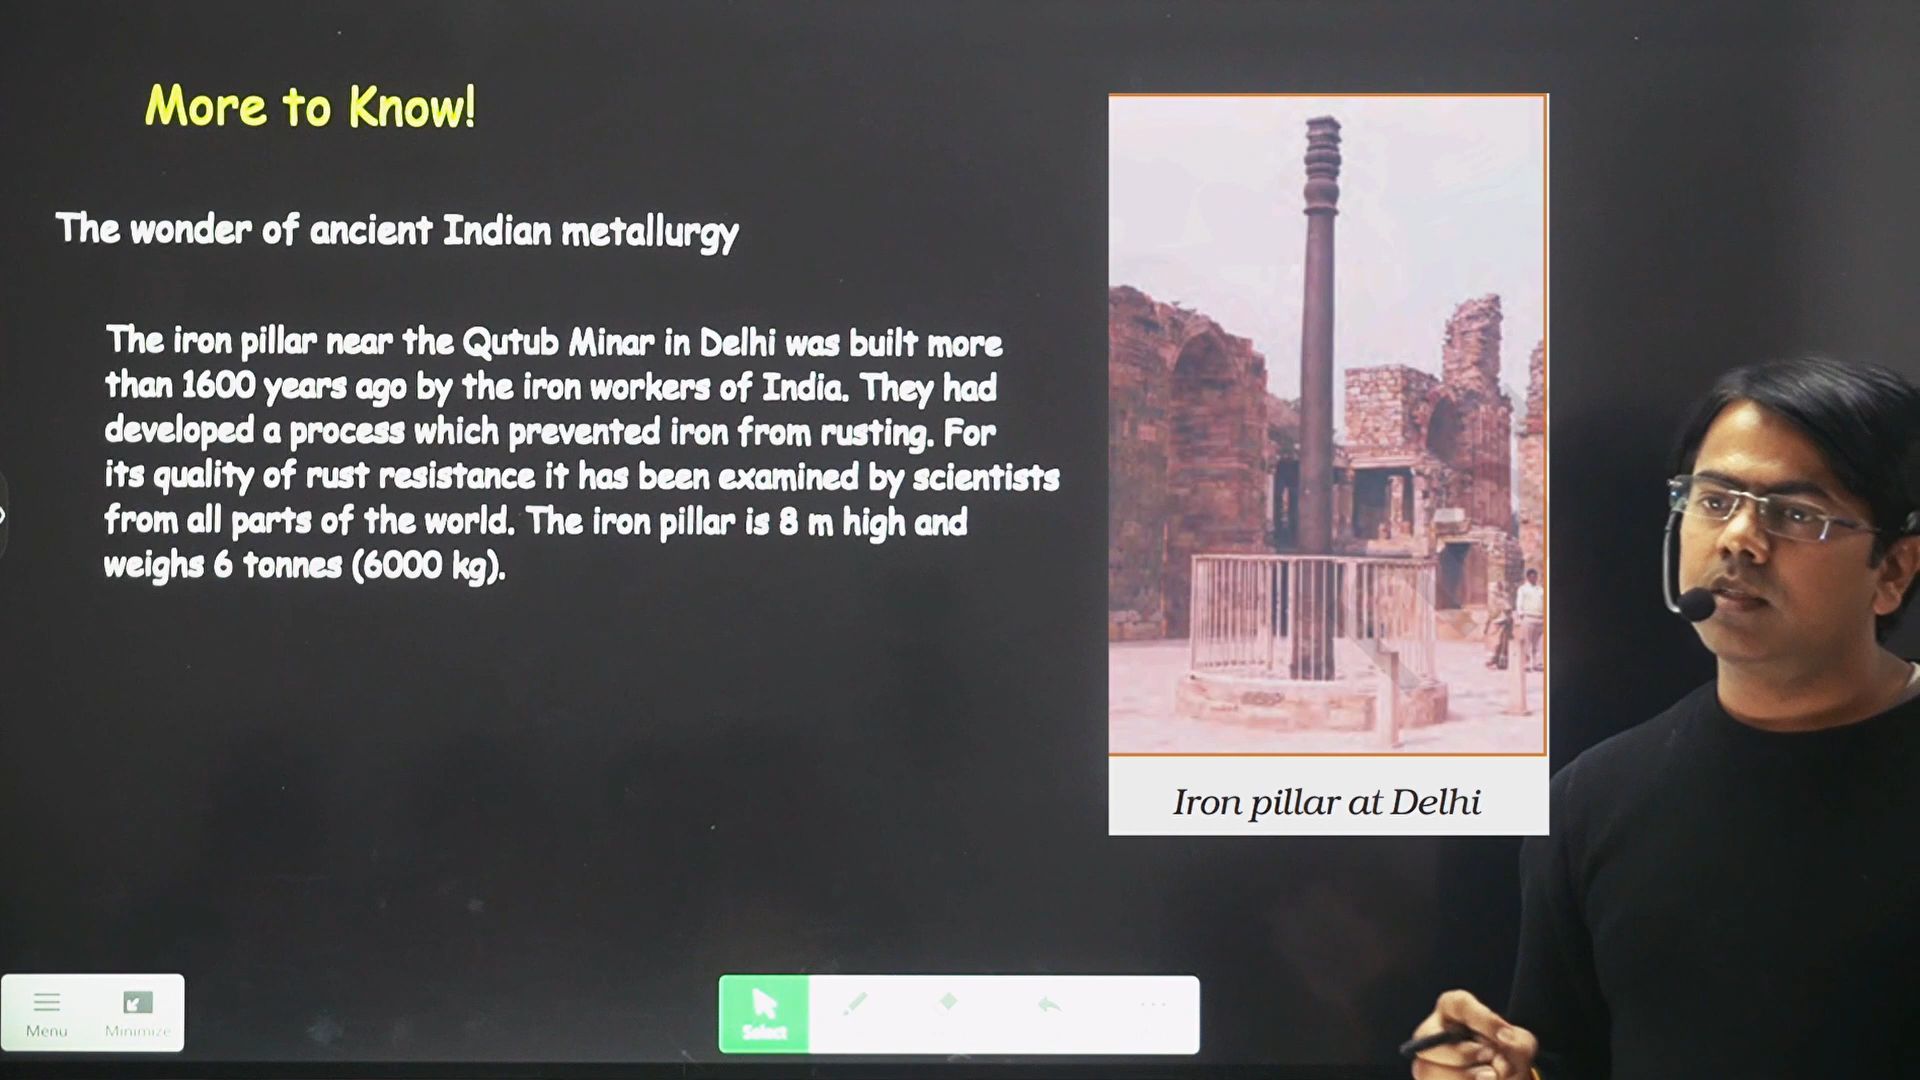 More to Know!
The wonder of ancient Indian metallurgy
The iron pillar near the Qutub Minar in Delhi was built more
than 1600 years ago by the iron workers of India. They had
developed a process which prevented iron from rusting. For
its quality of rust resistance it has been examined by scientists
from all parts of the world. The iron pillar is 8 m high and
weighs 6 tonnes (6000 kg).
Iron pillar at Delhi
Menu
Minimize
Select